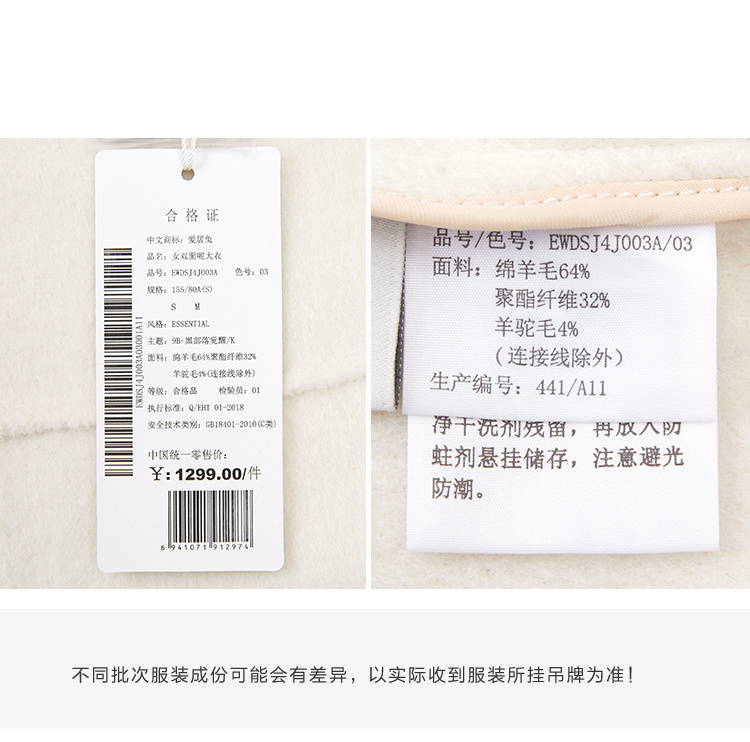 合格证
中文商标：爱居兔
品名：女双面呢大衣
品号：EWDSJ4J003A 色号：03
规格：155/80A(S)
S M
风格：ESSENTIAL
主题：9B-黑部落觉醒/K
面料：绵羊毛64%聚酯纤维32%
羊驼毛4%(连接线除外)
等级：合格品 检验员：01
执行标准：Q/EHT 01-2018
安全技术类别：GB18401-2010(C类)
中国统一零售价：
¥:1299.00/件
6 941071 912974
EWDSJ4J003A03001A11
品号/色号：EWDSJ4J003A/03
面料：绵羊毛64%
聚酯纤维32%
羊驼毛4%
(连接线除外)
生产编号：441/A11
净干洗剂残留，再放入防
蛀剂悬挂储存，注意避光
防潮。
不同批次服装成份可能会有差异，以实际收到服装所挂吊牌为准！